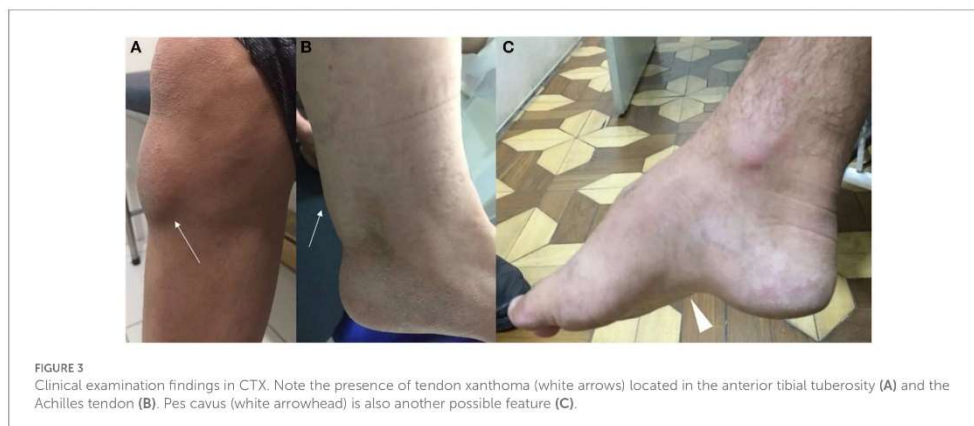 A
B
C
FIGURE 3
Clinical examination findings in CTX. Note the presence of tendon xanthoma (white arrows) located in the anterior tibial tuberosity (A) and the
Achilles tendon (B). Pes cavus (white arrowhead) is also another possible feature (C).